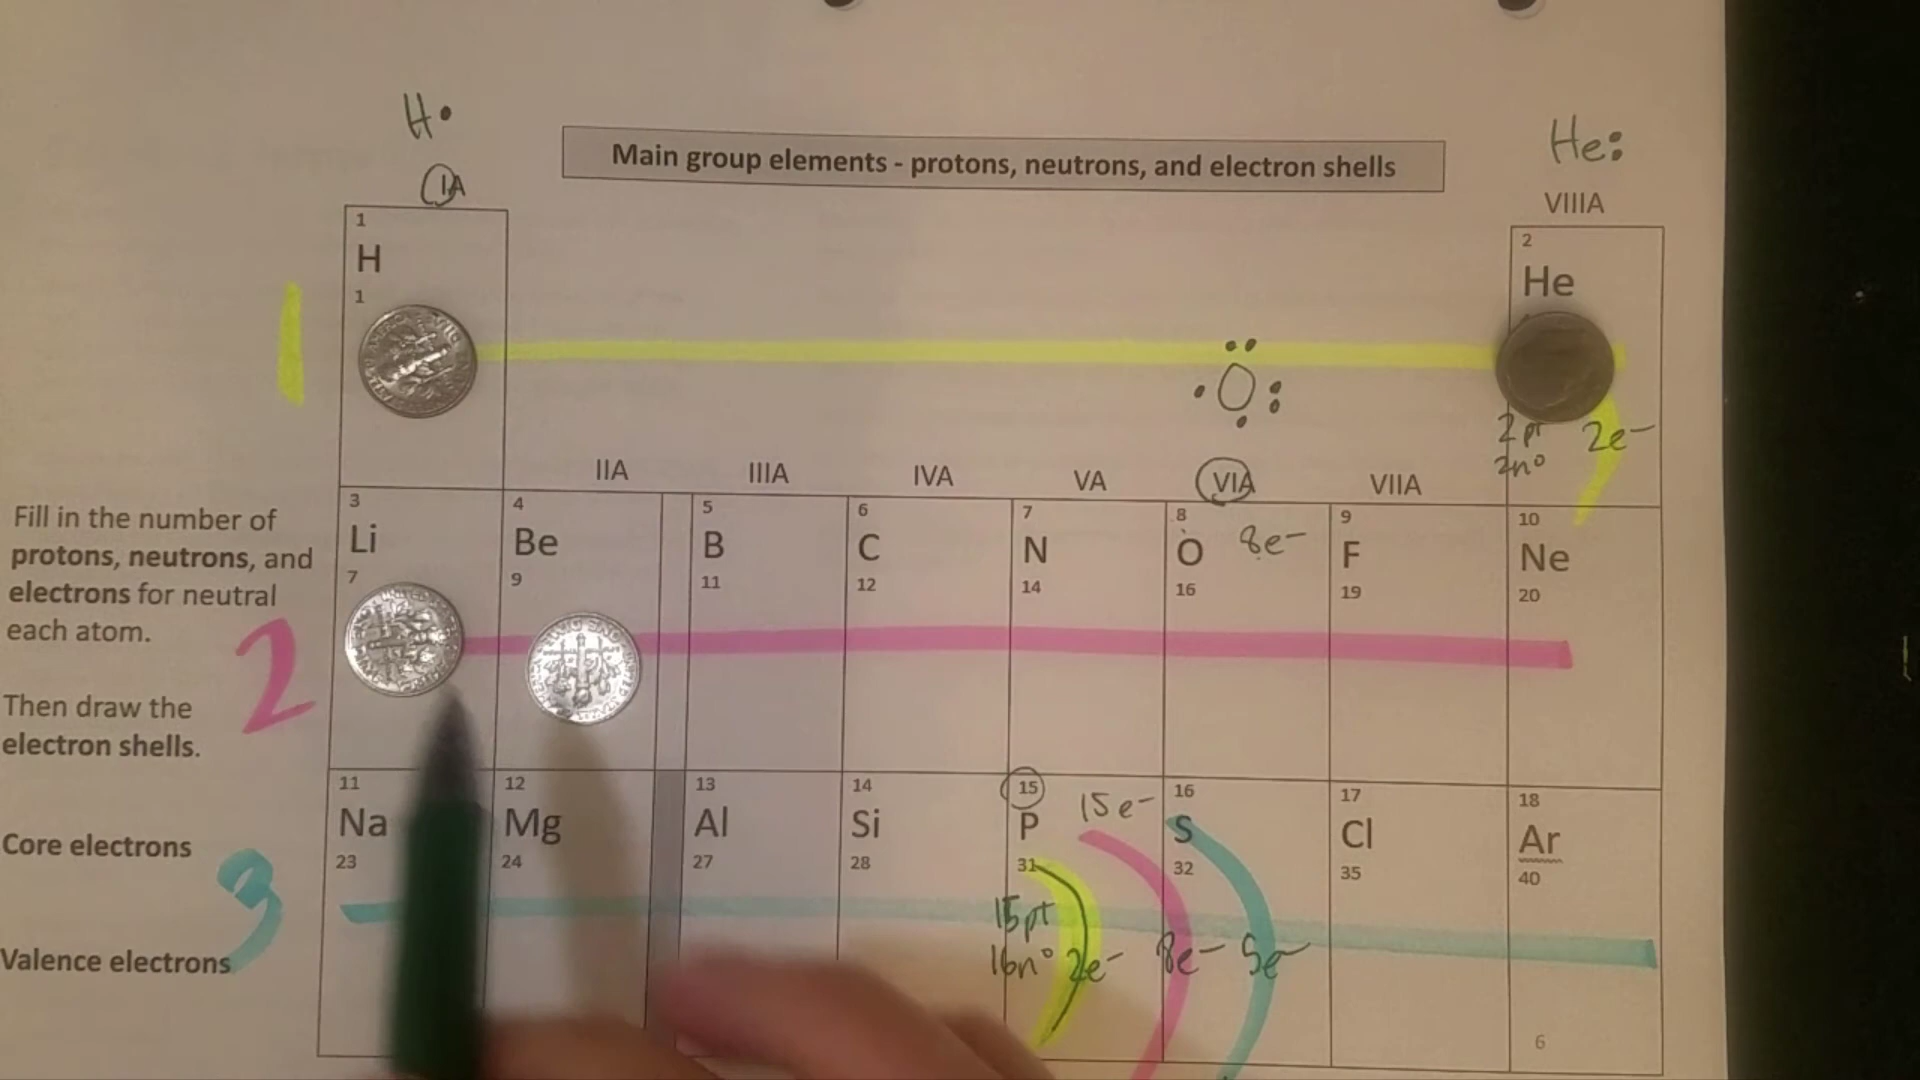 H•
He:
IA
Main group elements - protons, neutrons, and electron shells
VIIIA
1
H
1
2
He
1
O
2 p+ 2e-
2n°
IIA IIIA IVA VA VIA VIIA
Fill in the number of
protons, neutrons, and
electrons for neutral
each atom.
3
Li
7
4
Be
9
5
B
11
6
C
12
7
N
14
8
O 8e-
16
9
F
19
10
Ne
20
2
Then draw the
electron shells.
11
Na
23
12
Mg
24
13
Al
27
14
Si
28
15
P 15e-
31
15p+
16n° 2e- 8e- 5e-
16
S
32
17
Cl
35
18
Ar
40
Core electrons
3
Valence electrons
6